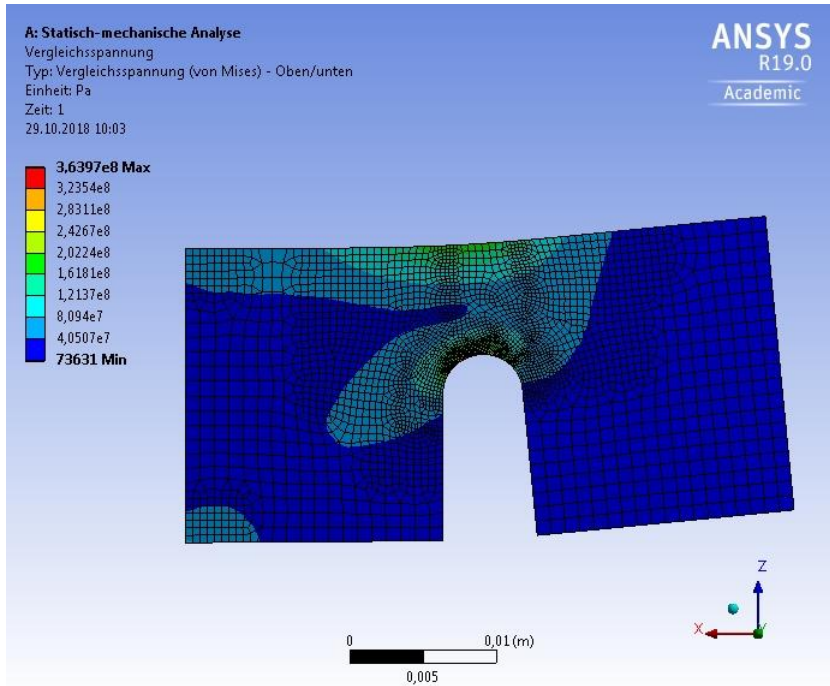 A: Statisch-mechanische Analyse
Vergleichsspannung
Typ: Vergleichsspannung (von Mises) - Oben/unten
Einheit: Pa
Zeit: 1
29.10.2018 10:03
ANSYS
R19.0
Academic
3,6397e8 Max
3,2354e8
2,8311e8
2,4267e8
2,0224e8
1,6181e8
1,2137e8
8,094e7
4,0507e7
73631 Min
0
0,01 (m)
0,005
Z
X
Y